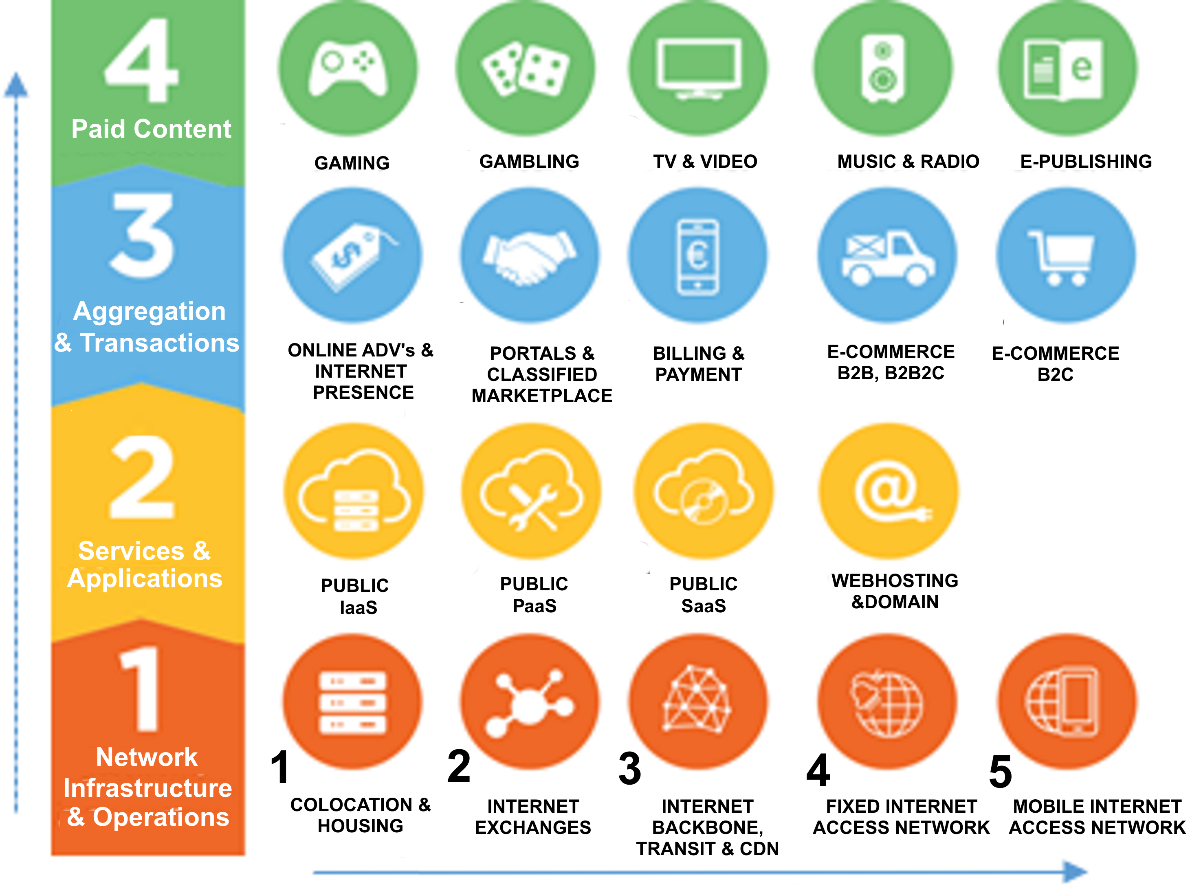 4
Paid Content
GAMING
GAMBLING
TV & VIDEO
MUSIC & RADIO
E-PUBLISHING
e
3
Aggregation
& Transactions
$
€
ONLINE ADV's &
INTERNET
PRESENCE
PORTALS &
CLASSIFIED
MARKETPLACE
BILLING &
PAYMENT
E-COMMERCE
B2B, B2B2C
E-COMMERCE
B2C
2
Services &
Applications
@
PUBLIC
IaaS
PUBLIC
PaaS
PUBLIC
SaaS
WEBHOSTING
&DOMAIN
1
Network
Infrastructure
& Operations
1
COLOCATION &
HOUSING
2
INTERNET
EXCHANGES
3
INTERNET
BACKBONE,
TRANSIT & CDN
4
FIXED INTERNET
ACCESS NETWORK
5
MOBILE INTERNET
ACCESS NETWORK